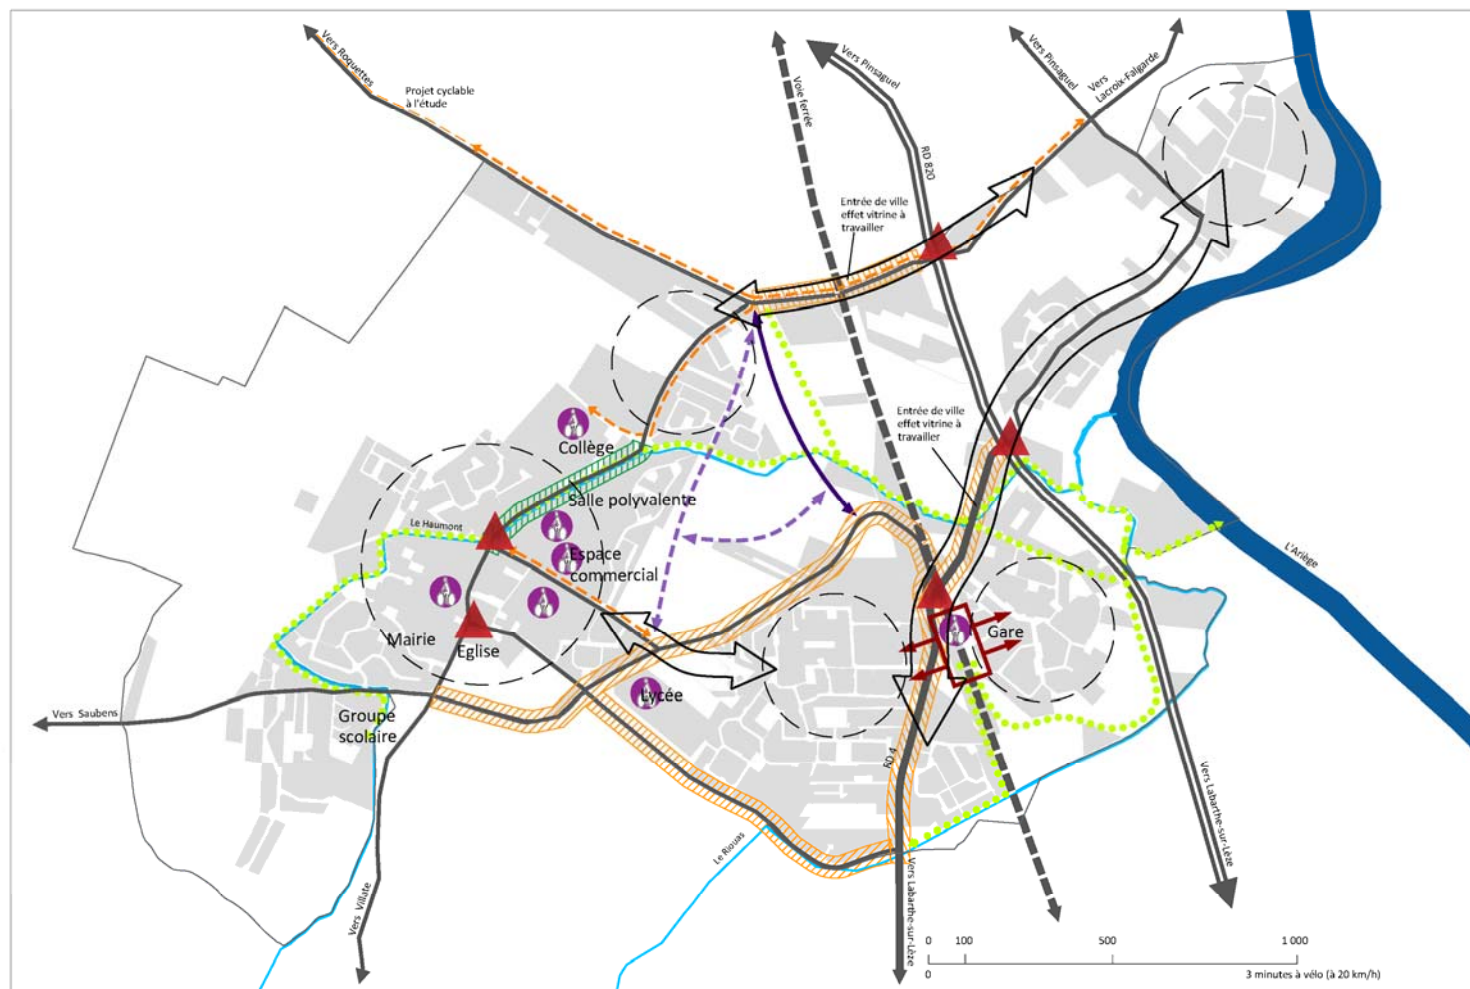 Vers Roquettes
Projet cyclable
à l'étude
Voie ferrée
Vers Pinsaguel
RD 820
Vers Pinsaguel
Vers
Lacroix-Falgarde
Entrée de ville
effet vitrine à
travailler
Entrée de ville
effet vitrine à
travailler
Collège
Salle polyvalente
Le Haumont
Espace
commercial
L'Ariège
Mairie
Eglise
Gare
Lycée
Vers Saubens
Groupe
scolaire
RD 4
Vers Labarthe-sur-Lèze
Le Riouas
Vers Villate
Vers Labarthe-sur-Lèze
0 100 500 1 000
0 3 minutes à vélo (à 20 km/h)